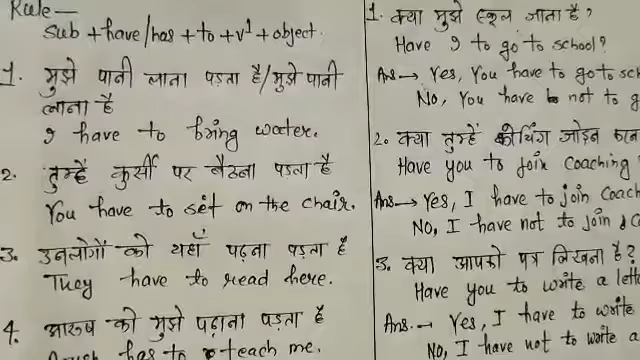 Rule—
sub + have/has + to + v¹ + object.
1. मुझे पानी लाना पड़ता है/मुझे पानी
लाना है
I have to bring water.
2. तुम्हें कुर्सी पर बैठना पड़ता है
You have to set on the chair.
3. उनलोगों को यहाँ पढ़ना पड़ता है
They have to read here.
4. आरुष को मुझे पढ़ाना पड़ता है
has to teach me.
1. क्या मुझे स्कूल जाना है?
Have I to go to school?
Ans → Yes, You have to go to sch
No, You have not to g
2. क्या तुम्हें कोचिंग जोइन
Have you to join Coaching
Ans → Yes, I have to join Coach
No, I have not to join
3. क्या आपको पत्र लिखना है?
Have you to write a lett
Ans. → Yes, I have to write
No, I have not to write a